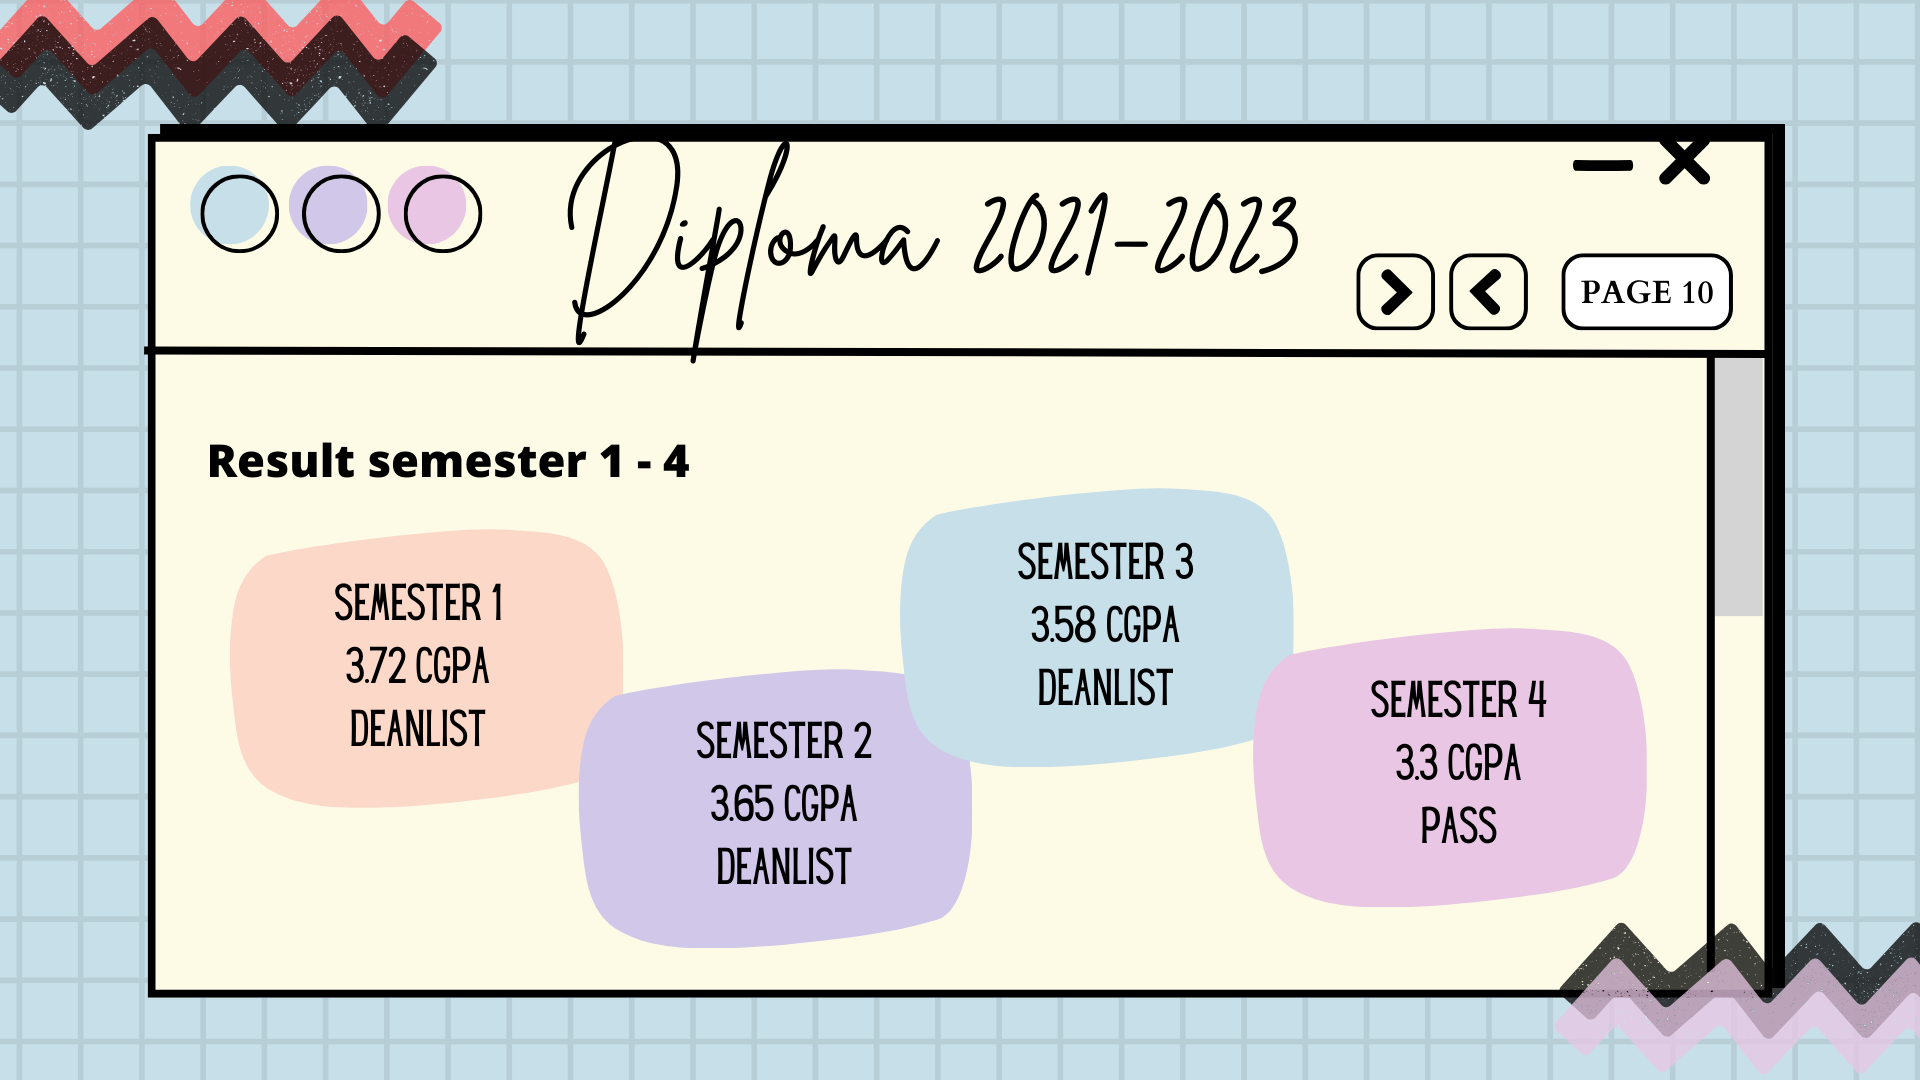 Diploma 2021-2023
PAGE 10
Result semester 1 - 4
SEMESTER 1
3.72 CGPA
DEANLIST
SEMESTER 2
3.65 CGPA
DEANLIST
SEMESTER 3
3.58 CGPA
DEANLIST
SEMESTER 4
3.3 CGPA
PASS